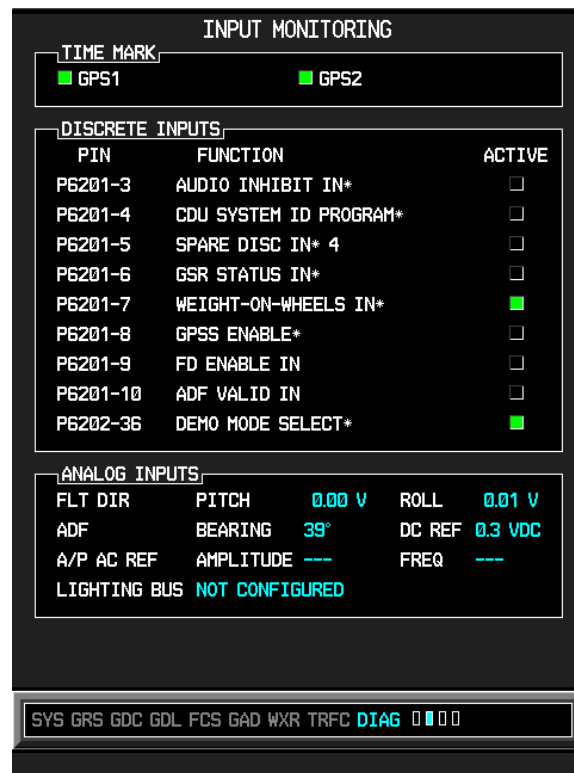 INPUT MONITORING
TIME MARK
GPS1 GPS2
DISCRETE INPUTS
PIN FUNCTION ACTIVE
P6201-3 AUDIO INHIBIT IN*
P6201-4 CDU SYSTEM ID PROGRAM*
P6201-5 SPARE DISC IN* 4
P6201-6 GSR STATUS IN*
P6201-7 WEIGHT-ON-WHEELS IN*
P6201-8 GPSS ENABLE*
P6201-9 FD ENABLE IN
P6201-10 ADF VALID IN
P6202-36 DEMO MODE SELECT*
ANALOG INPUTS
FLT DIR PITCH 0.00 V ROLL 0.01 V
ADF BEARING 39° DC REF 0.3 VDC
A/P AC REF AMPLITUDE --- FREQ ---
LIGHTING BUS NOT CONFIGURED
SYS GRS GDC GDL FCS GAD WXR TRFC DIAG